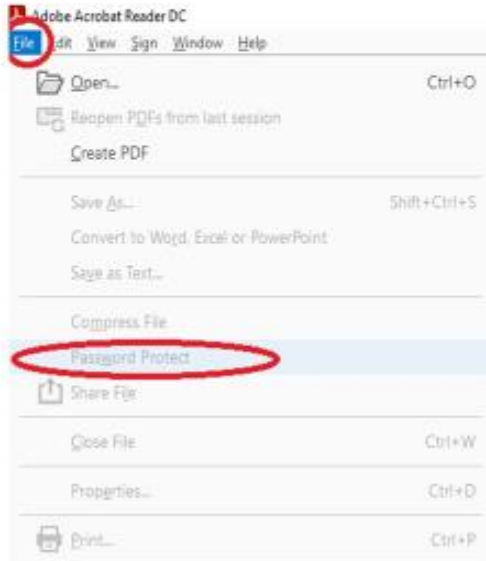 Adobe Acrobat Reader DC
File Edit View Sign Window Help
Open... Ctrl+O
Reopen PDFs from last session
Create PDF
Save As... Shift+Ctrl+S
Convert to Word, Excel or PowerPoint
Save as Text...
Compress File
Password Protect
Share File
Close File Ctrl+W
Properties... Ctrl+D
Print... Ctrl+P